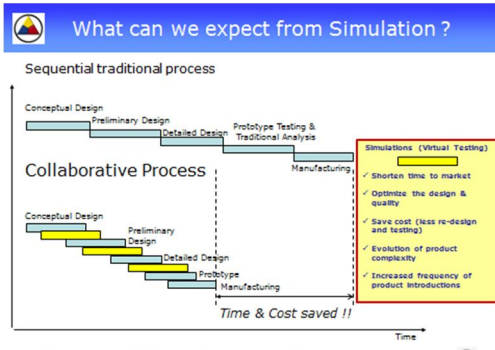 What can we expect from Simulation ?
Sequential traditional process
Conceptual Design
Preliminary Design
Detailed Design
Prototype Testing &
Traditional Analysis
Manufacturing
Collaborative Process
Conceptual Design
Preliminary
Design
Detailed Design
Prototype
Manufacturing
Time & Cost saved !!
Time
Simulations (Virtual Testing)
✓ Shorten time to market
✓ Optimize the design &
quality
✓ Save cost (less re-design
and testing)
✓ Evolution of product
complexity
✓ Increased frequency of
product introductions